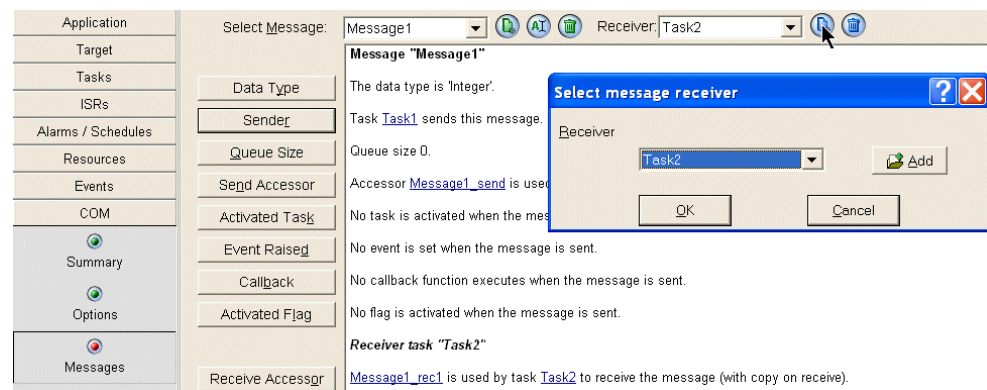 Application
Target
Tasks
ISRs
Alarms / Schedules
Resources
Events
COM
Summary
Options
Messages
Select Message: Message1 Receiver: Task2
Message "Message1"
Data Type The data type is 'Integer'.
Sender Task Task1 sends this message.
Queue Size Queue size 0.
Send Accessor Accessor Message1_send is used
Activated Task No task is activated when the mes
Event Raised No event is set when the message is sent.
Callback No callback function executes when the message is sent.
Activated Flag No flag is activated when the message is sent.
Receiver task "Task2"
Receive Accessor Message1_rec1 is used by task Task2 to receive the message (with copy on receive).
Select message receiver
Receiver
Task2 Add
OK Cancel